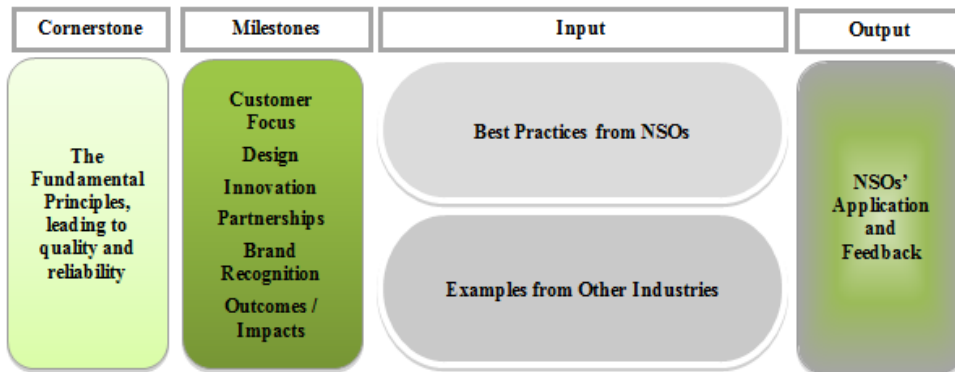 Cornerstone
Milestones
Input
Output
The
Fundamental
Principles,
leading to
quality and
reliability
Customer
Focus
Design
Innovation
Partnerships
Brand
Recognition
Outcomes /
Impacts
Best Practices from NSOs
Examples from Other Industries
NSOs’
Application
and
Feedback